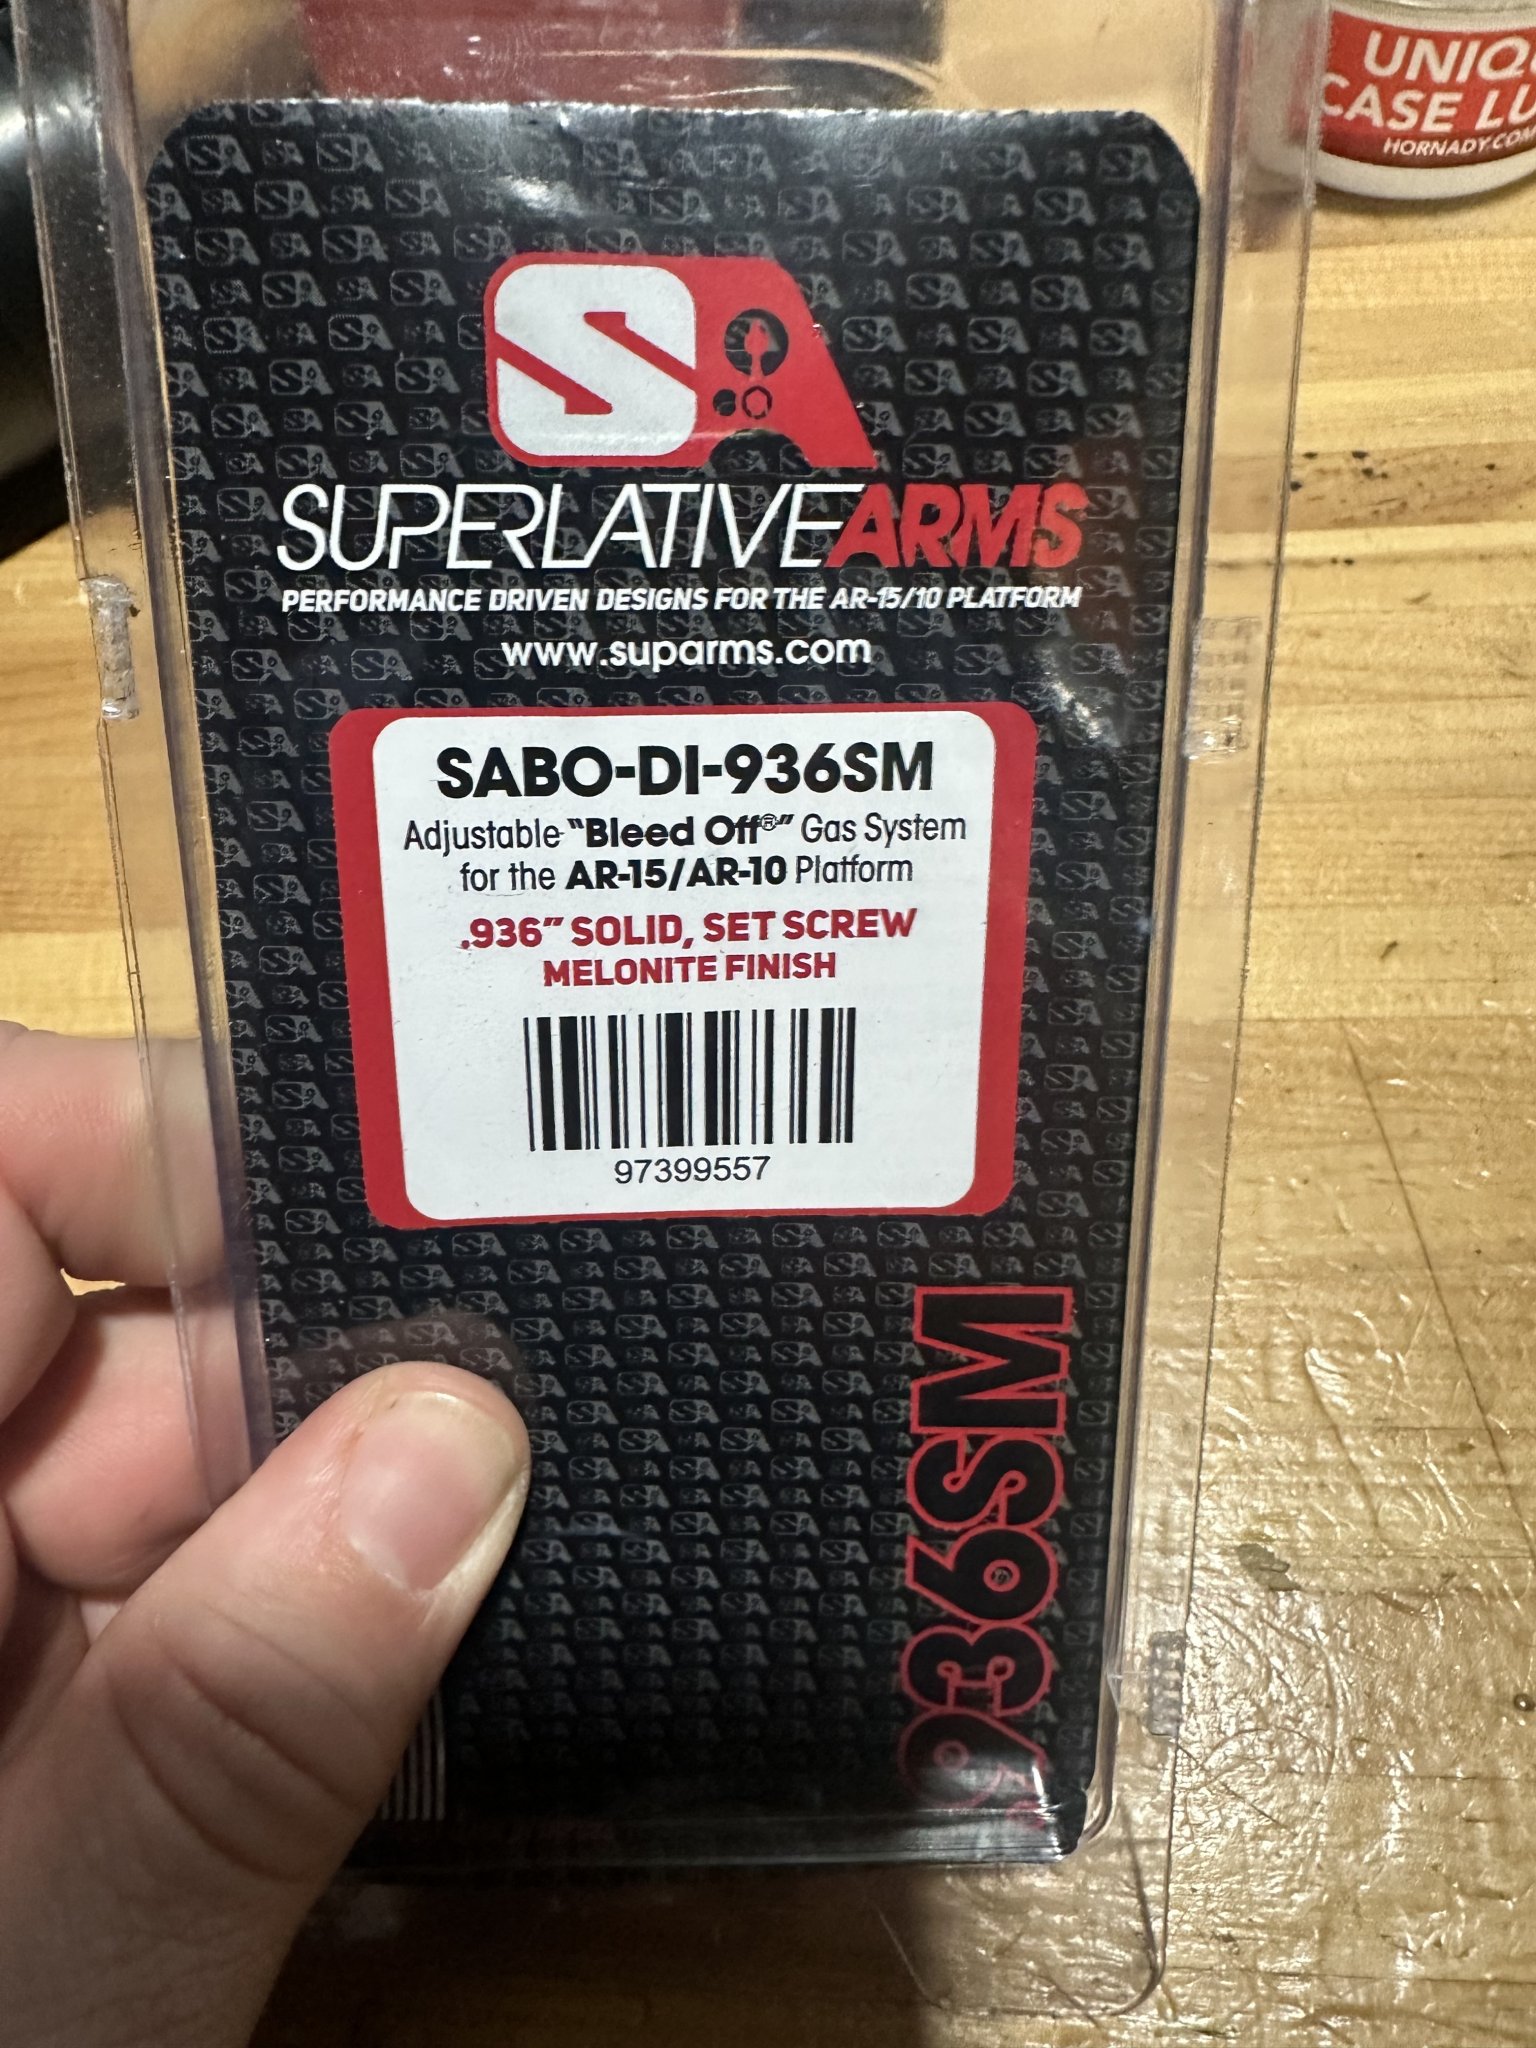 UNIQ
CASE LU
HORNADY.COM
SA
SUPERLATIVEARMS
PERFORMANCE DRIVEN DESIGNS FOR THE AR-15/10 PLATFORM
www.suparms.com
SABO-DI-936SM
Adjustable "Bleed Off®" Gas System
for the AR-15/AR-10 Platform
.936" SOLID, SET SCREW
MELONITE FINISH
97399557
.936SM